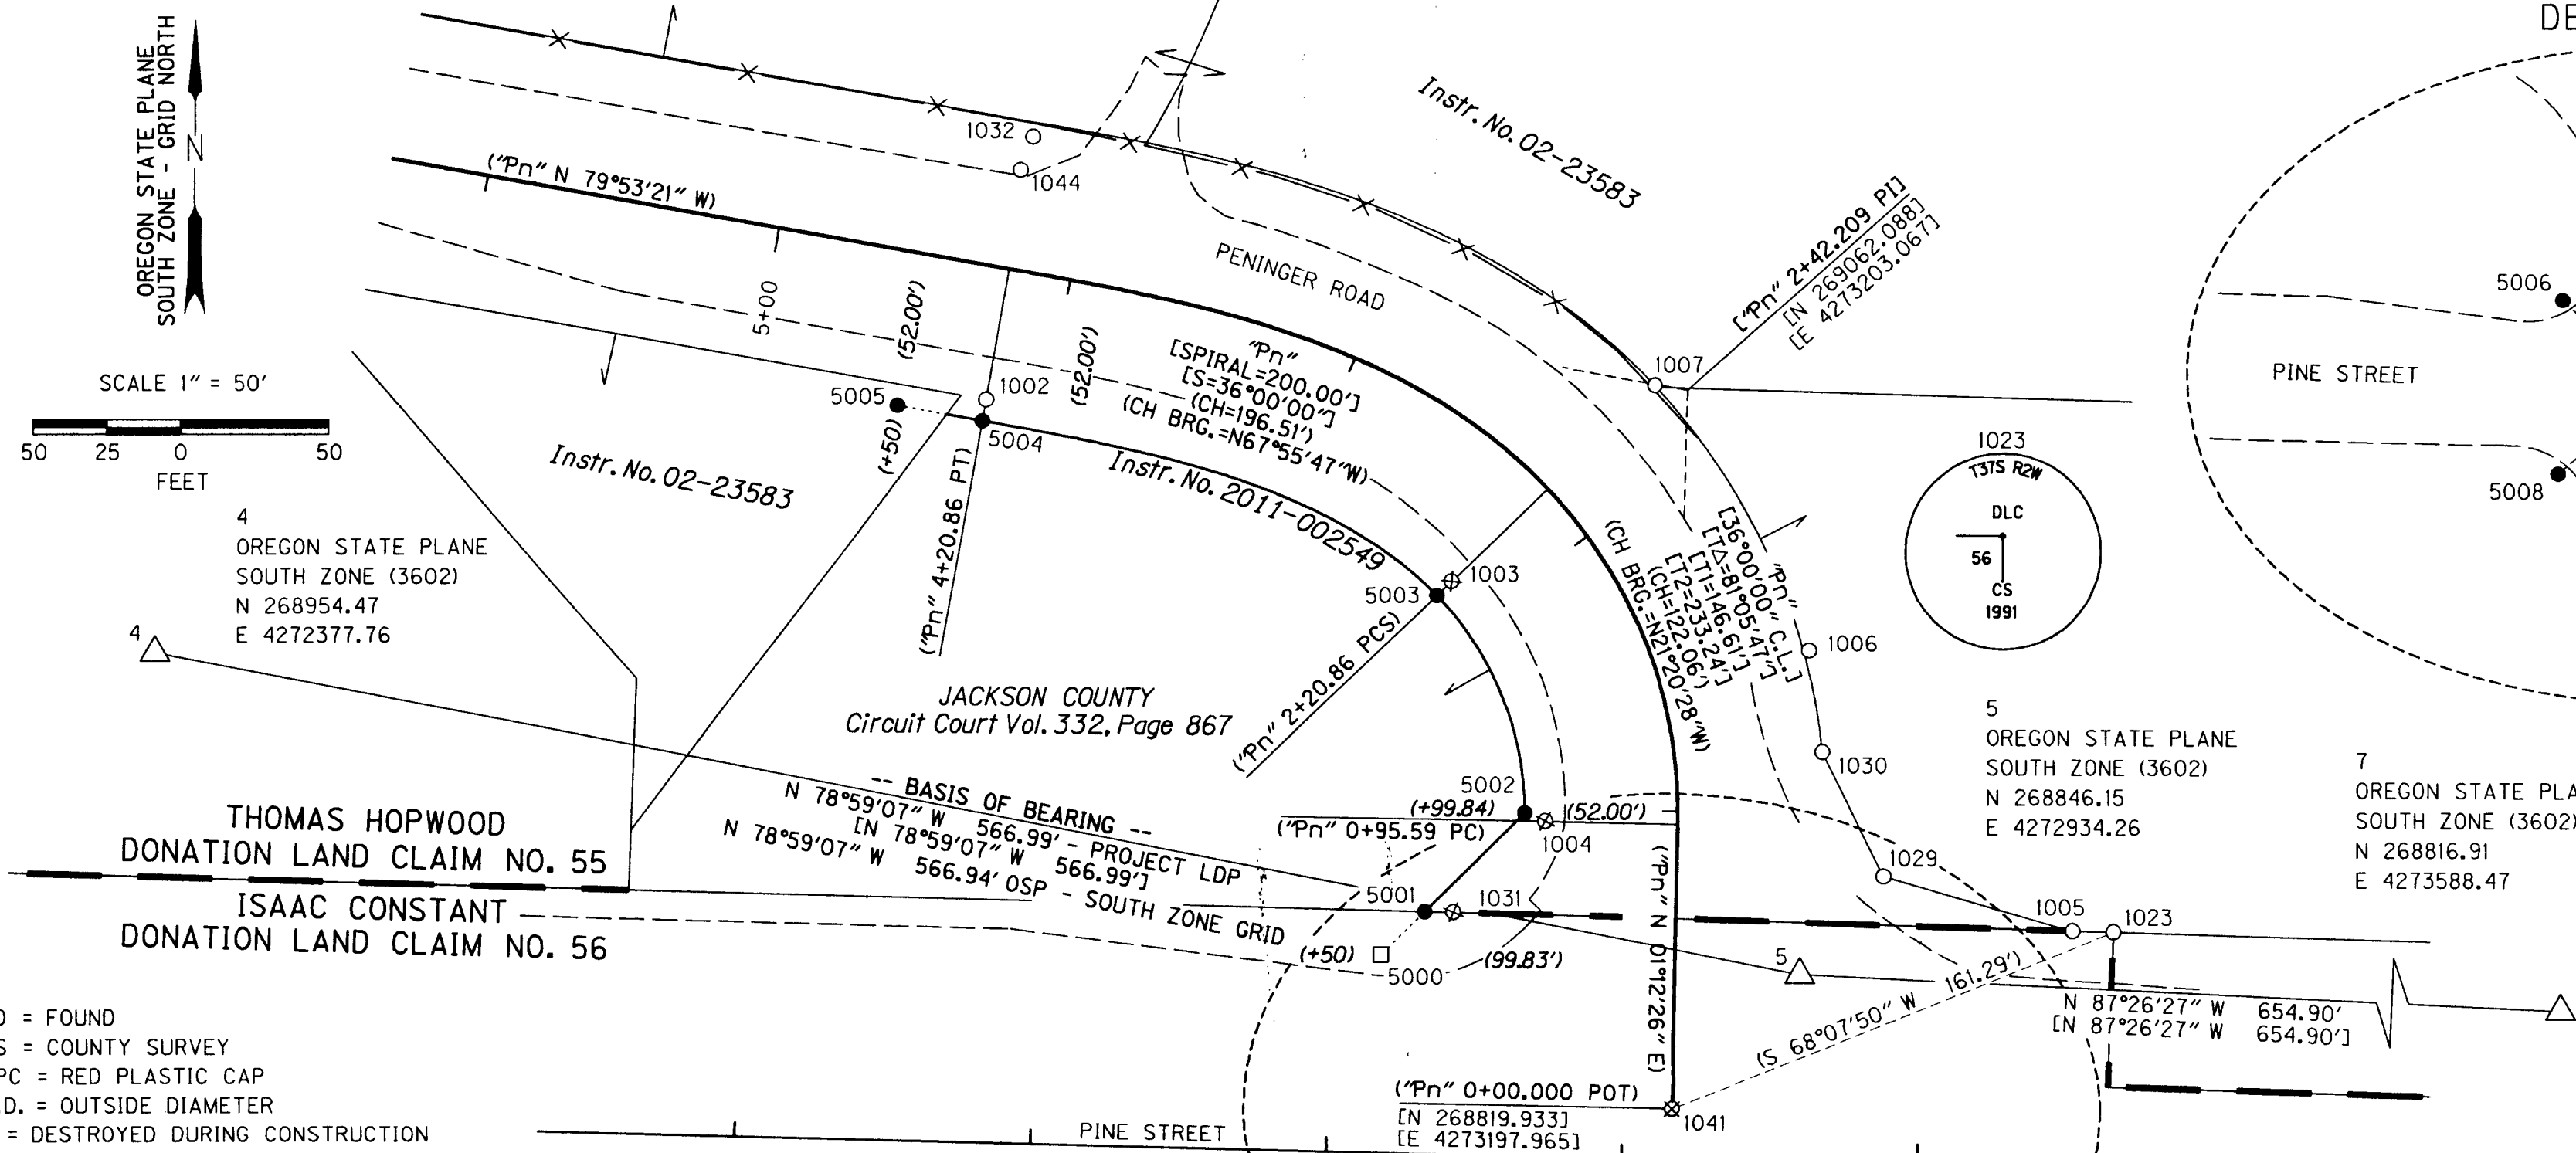 DE
OREGON STATE PLANE
SOUTH ZONE - GRID NORTH
N
SCALE 1" = 50'
50 25 0 50
FEET
1032
1044
("Pn" N 79°53'21" W)
Instr. No. 02-23583
PENINGER ROAD
["Pn" 2+42.209 PI]
[N 269062.088]
[E 4273203.067]
5+00
(52.00')
(52.00')
"Pn"
[SPIRAL=200.00']
[S=36°00'00"]
(CH=196.51')
(CH BRG.=N67°55'47"W)
1007
5005
1002
5004
(+50)
Instr. No. 02-23583
("Pn" 4+20.86 PT)
Instr. No. 2011-002549
1003
5003
("Pn" 2+20.86 PCS)
"Pn"
[36°00'00" C.L.]
[TΔ=81°05'47"]
[T1=146.61']
[T2=233.24']
(CH=122.06')
(CH BRG.=N21°20'28"W)
1023
T37S R2W
DLC
56
CS
1991
5006
PINE STREET
5008
4
OREGON STATE PLANE
SOUTH ZONE (3602)
N 268954.47
E 4272377.76
4
JACKSON COUNTY
Circuit Court Vol. 332, Page 867
1006
1030
5
OREGON STATE PLANE
SOUTH ZONE (3602)
N 268846.15
E 4272934.26
7
OREGON STATE PLA
SOUTH ZONE (3602)
N 268816.91
E 4273588.47
-- BASIS OF BEARING --
N 78°59'07" W 566.99' - PROJECT LDP
[N 78°59'07" W 566.99']
N 78°59'07" W 566.94' OSP - SOUTH ZONE GRID
5002
(+99.84)
(52.00')
("Pn" 0+95.59 PC)
1004
THOMAS HOPWOOD
DONATION LAND CLAIM NO. 55
ISAAC CONSTANT
DONATION LAND CLAIM NO. 56
5001
1031
1029
1005
1023
(+50)
5000
(99.83')
("Pn" N 01°12'26" E)
5
(S 68°07'50" W 161.29')
N 87°26'27" W 654.90'
[N 87°26'27" W 654.90']
= FOUND
S = COUNTY SURVEY
PC = RED PLASTIC CAP
.D. = OUTSIDE DIAMETER
= DESTROYED DURING CONSTRUCTION
("Pn" 0+00.000 POT)
[N 268819.933]
[E 4273197.965]
1041
PINE STREET